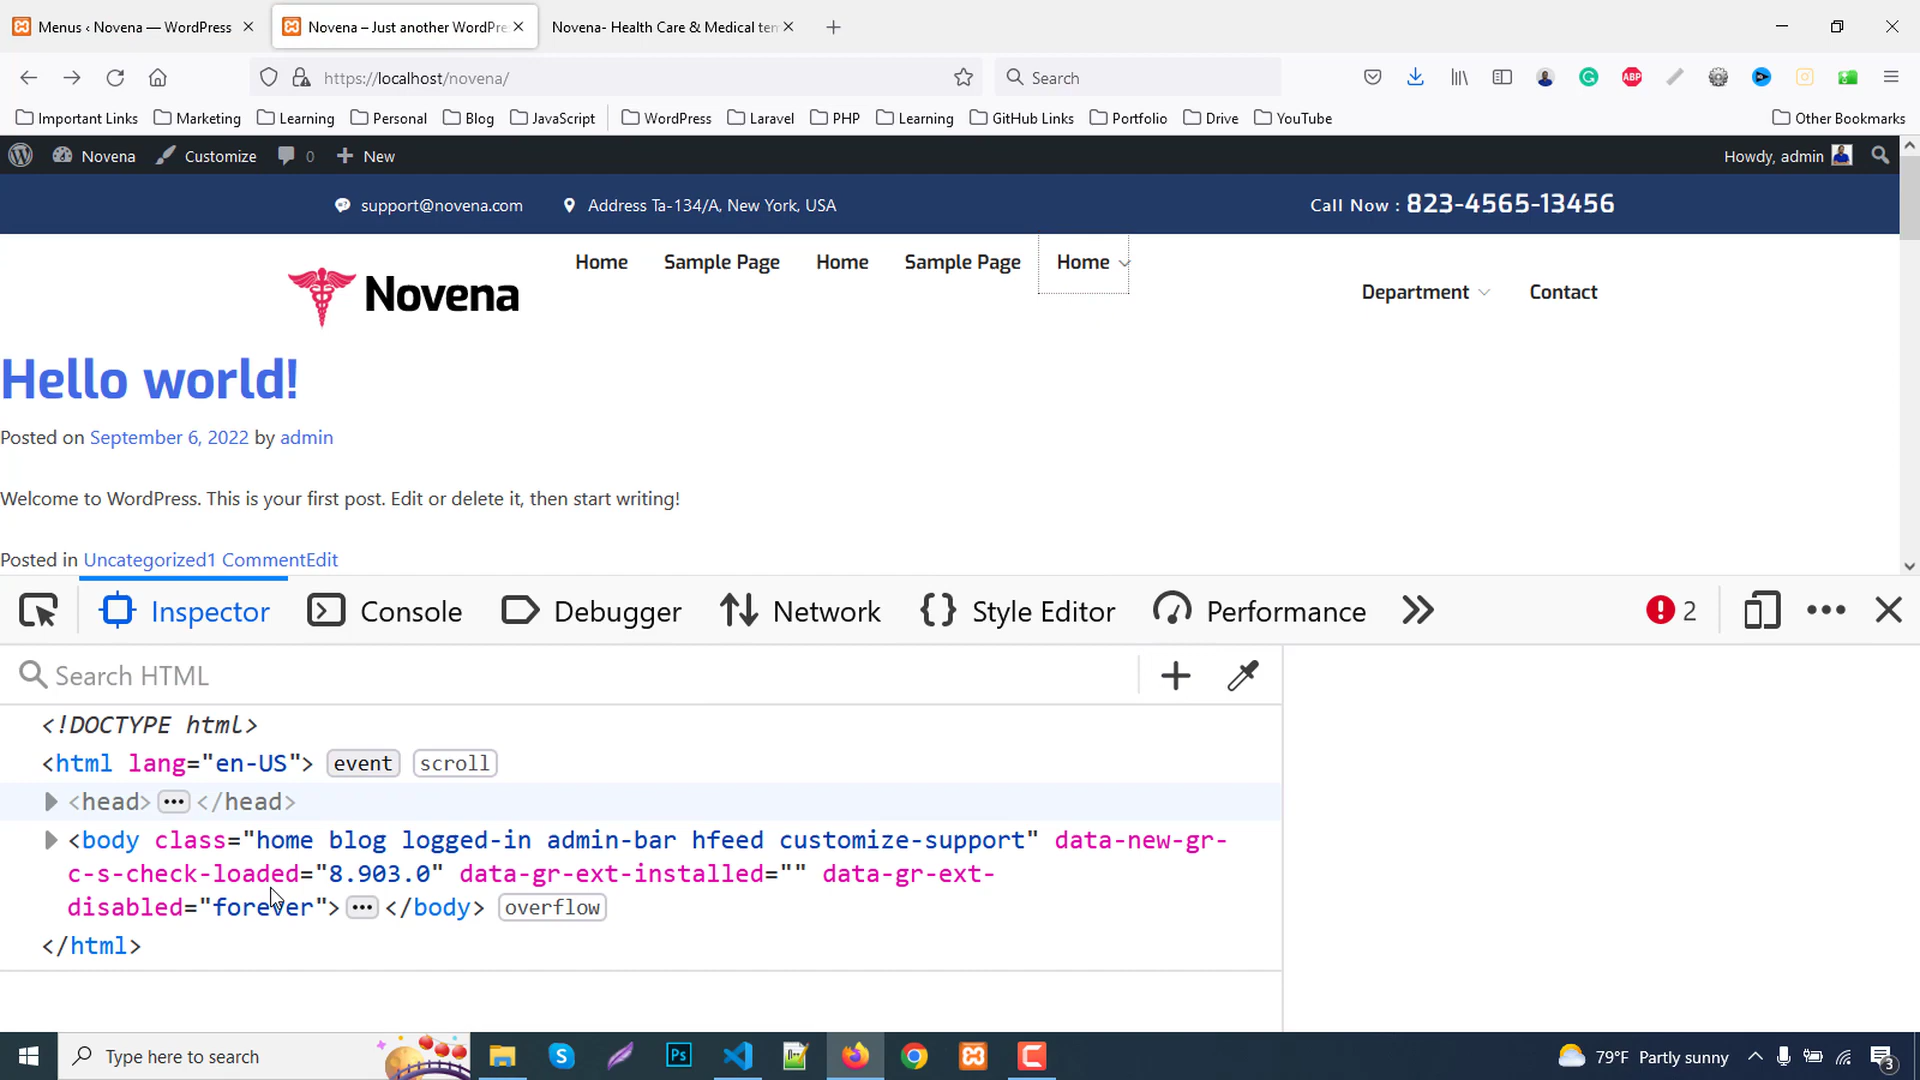 Menus ‹ Novena — WordPress
Novena – Just another WordPre
Novena- Health Care & Medical tem
https://localhost/novena/
Search
Important Links
Marketing
Learning
Personal
Blog
JavaScript
WordPress
Laravel
PHP
Learning
GitHub Links
Portfolio
Drive
YouTube
Other Bookmarks
Novena
Customize
0
New
Howdy, admin
support@novena.com
Address Ta-134/A, New York, USA
Call Now : 823-4565-13456
Novena
Home
Sample Page
Home
Sample Page
Home
Department
Contact
Hello world!
Posted on September 6, 2022 by admin
Welcome to WordPress. This is your first post. Edit or delete it, then start writing!
Posted in Uncategorized1 CommentEdit
Inspector
Console
Debugger
Network
Style Editor
Performance
2
Search HTML
<!DOCTYPE html>
<html lang="en-US"> event scroll
<head> ••• </head>
<body class="home blog logged-in admin-bar hfeed customize-support" data-new-gr-
c-s-check-loaded="8.903.0" data-gr-ext-installed="" data-gr-ext-
disabled="forever"> ••• </body> overflow
</html>
Type here to search
79°F Partly sunny
3